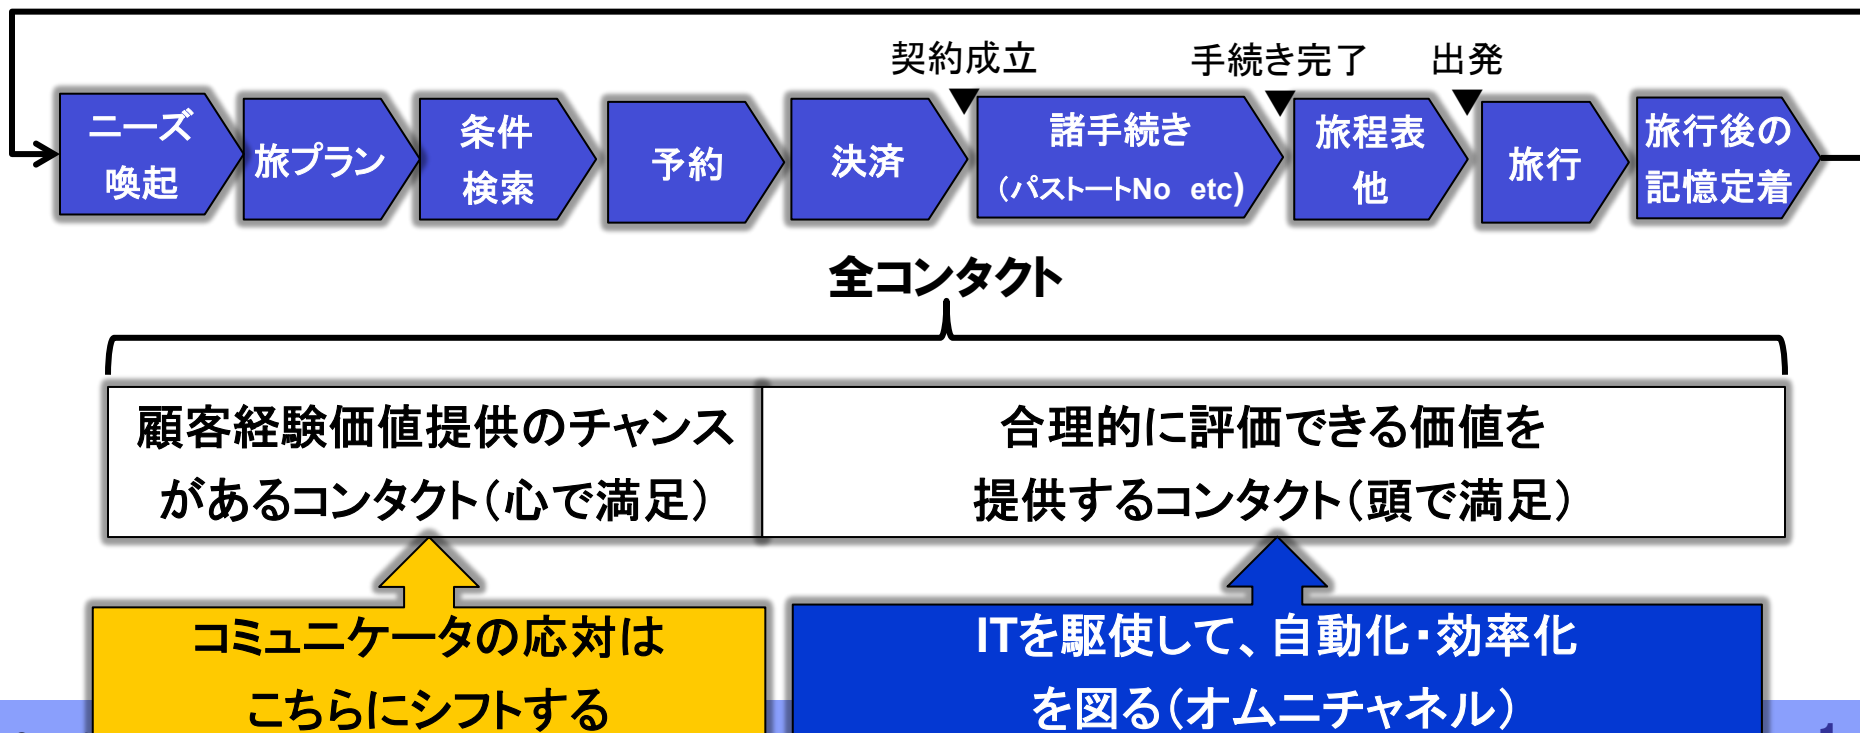 契約成立
手続き完了
出発
ニーズ
喚起
旅プラン
条件
検索
予約
決済
諸手続き
（パストートNo etc)
旅程表
他
旅行
旅行後の
記憶定着
全コンタクト
顧客経験価値提供のチャンス
があるコンタクト（心で満足）
合理的に評価できる価値を
提供するコンタクト（頭で満足）
コミュニケータの応対は
こちらにシフトする
ITを駆使して、自動化・効率化
を図る（オムニチャネル）